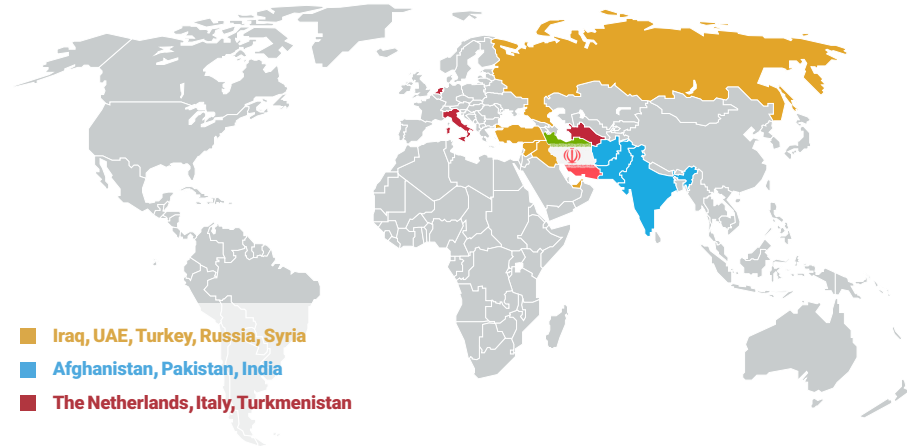 Iraq, UAE, Turkey, Russia, Syria
Afghanistan, Pakistan, India
The Netherlands, Italy, Turkmenistan